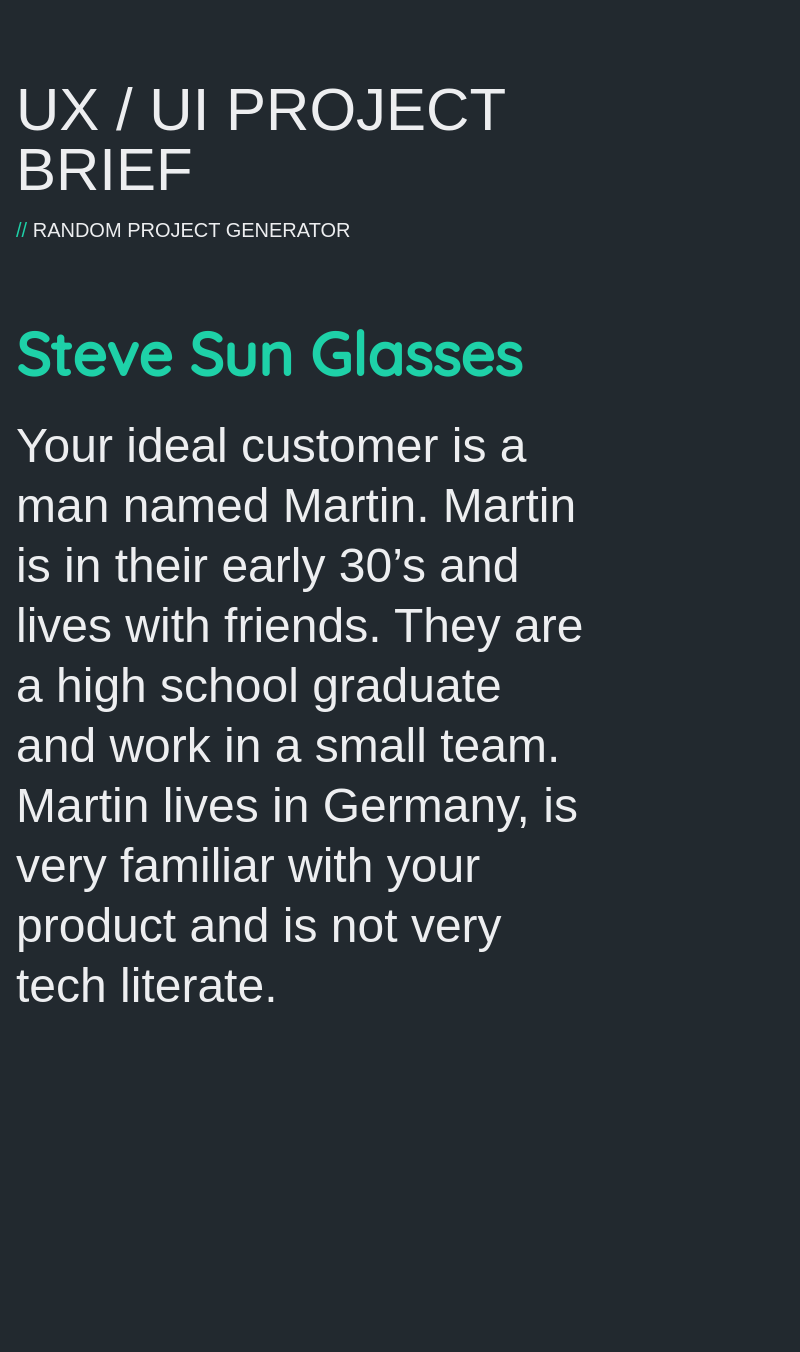 UX / UI PROJECT
BRIEF
// RANDOM PROJECT GENERATOR
Steve Sun Glasses
Your ideal customer is a
man named Martin. Martin
is in their early 30’s and
lives with friends. They are
a high school graduate
and work in a small team.
Martin lives in Germany, is
very familiar with your
product and is not very
tech literate.